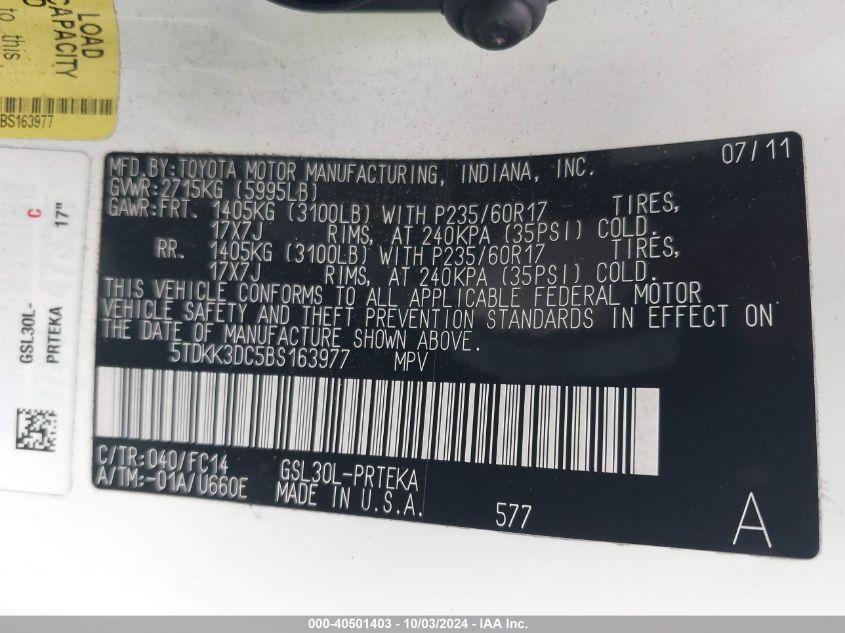 LOAD
CAPACITY
to this
BS163977
C
17"
GSL30L-
PRTEKA
07/11
MFD.BY:TOYOTA MOTOR MANUFACTURING, INDIANA, INC.
GVWR:2715KG (5995LB)
GAWR:FRT. 1405KG (3100LB) WITH P235/60R17 TIRES,
17X7J RIMS, AT 240KPA (35PSI) COLD.
RR. 1405KG (3100LB) WITH P235/60R17 TIRES,
17X7J RIMS, AT 240KPA (35PSI) COLD.
THIS VEHICLE CONFORMS TO ALL APPLICABLE FEDERAL MOTOR
VEHICLE SAFETY AND THEFT PREVENTION STANDARDS IN EFFECT ON
THE DATE OF MANUFACTURE SHOWN ABOVE.
5TDKK3DC5BS163977 MPV
C/TR:040/FC14 GSL30L-PRTEKA
A/TM:-01A/U660E MADE IN U.S.A.
577
A
000-40501403 - 10/03/2024 - IAA Inc.